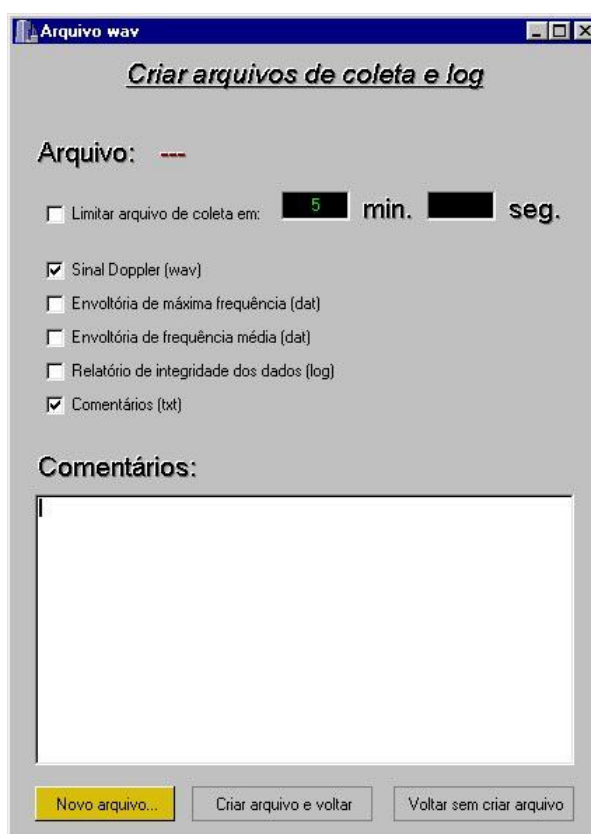 Arquivo wav
Criar arquivos de coleta e log
Arquivo: ---
Limitar arquivo de coleta em: 5 min. seg.
Sinal Doppler (wav)
Envoltória de máxima frequência (dat)
Envoltória de frequência média (dat)
Relatório de integridade dos dados (log)
Comentários (txt)
Comentários:
Novo arquivo... Criar arquivo e voltar Voltar sem criar arquivo